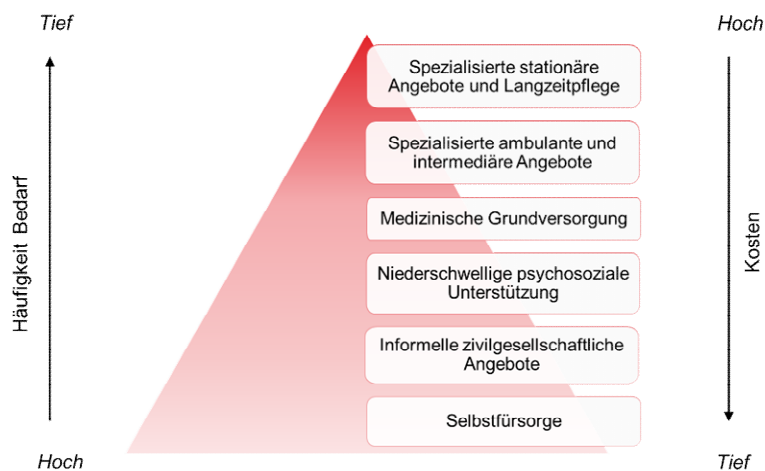 Tief
Hoch
Spezialisierte stationäre
Angebote und Langzeitpflege
Spezialisierte ambulante und
intermediäre Angebote
Medizinische Grundversorgung
Niederschwellige psychosoziale
Unterstützung
Informelle zivilgesellschaftliche
Angebote
Selbstfürsorge
Häufigkeit Bedarf
Kosten
Hoch
Tief